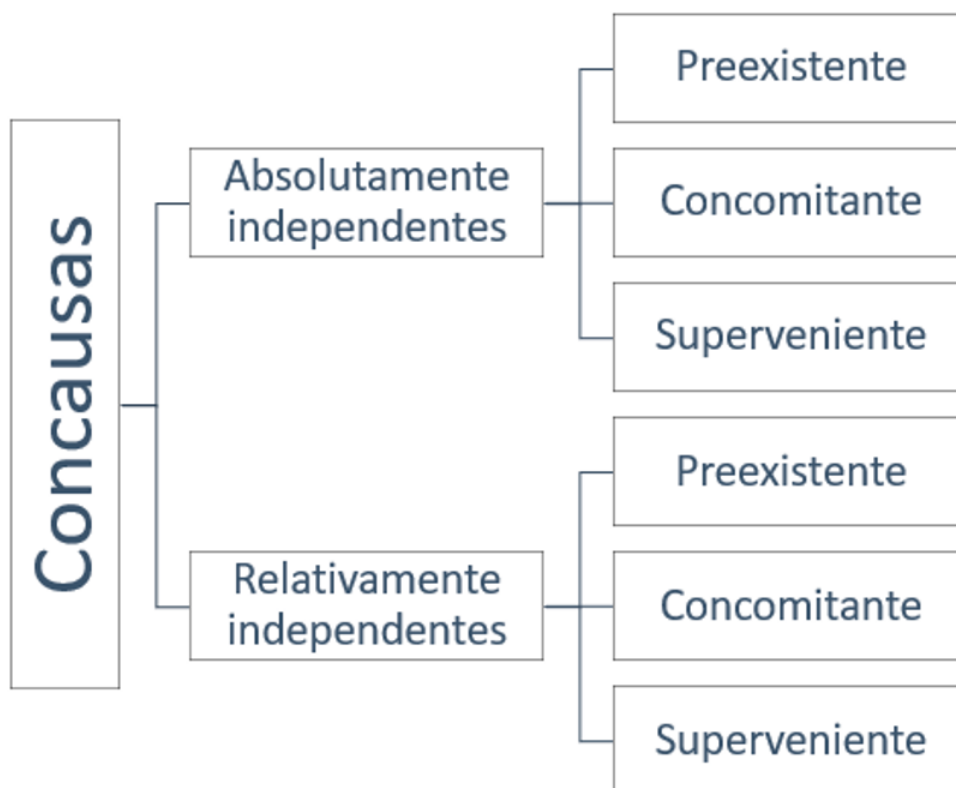 Concausas
Absolutamente
independentes
Preexistente
Concomitante
Superveniente
Relativamente
independentes
Preexistente
Concomitante
Superveniente